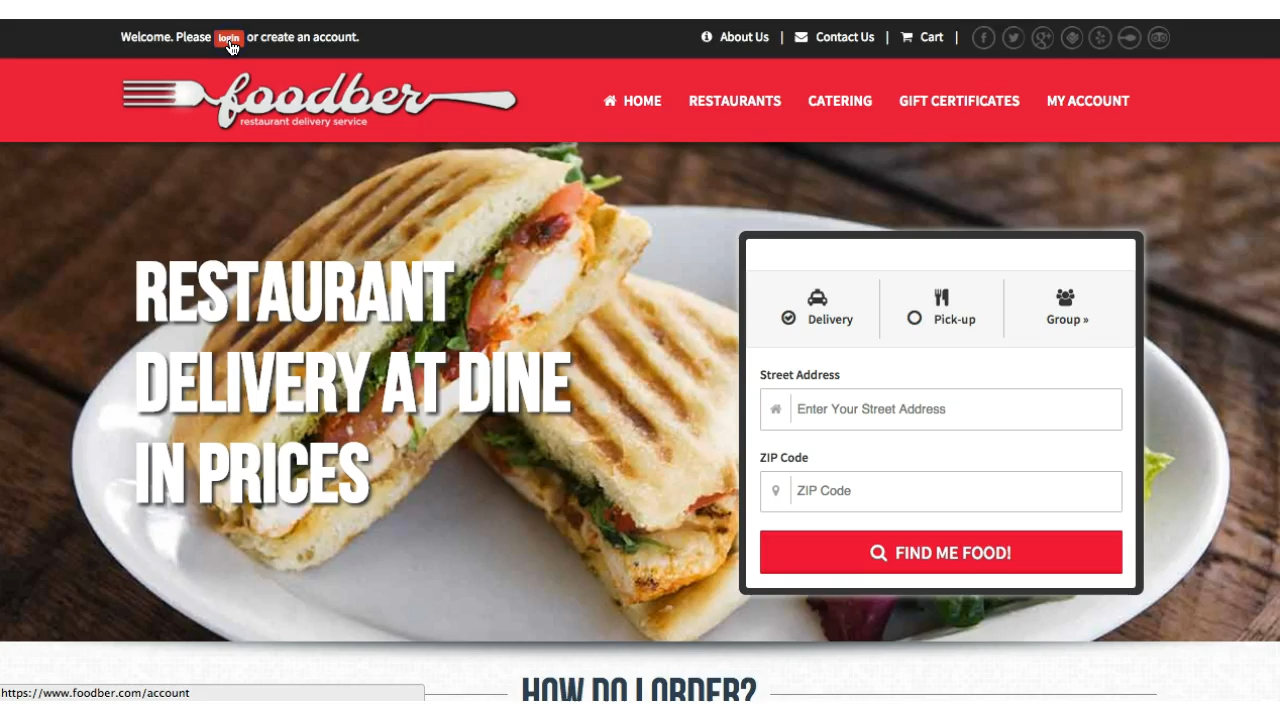 Welcome. Please login or create an account.
About Us | Contact Us | Cart |
foodber
restaurant delivery service
HOME RESTAURANTS CATERING GIFT CERTIFICATES MY ACCOUNT
RESTAURANT
DELIVERY AT DINE
IN PRICES
Delivery Pick-up Group »
Street Address
Enter Your Street Address
ZIP Code
ZIP Code
FIND ME FOOD!
HOW DO I ORDER?
https://www.foodber.com/account